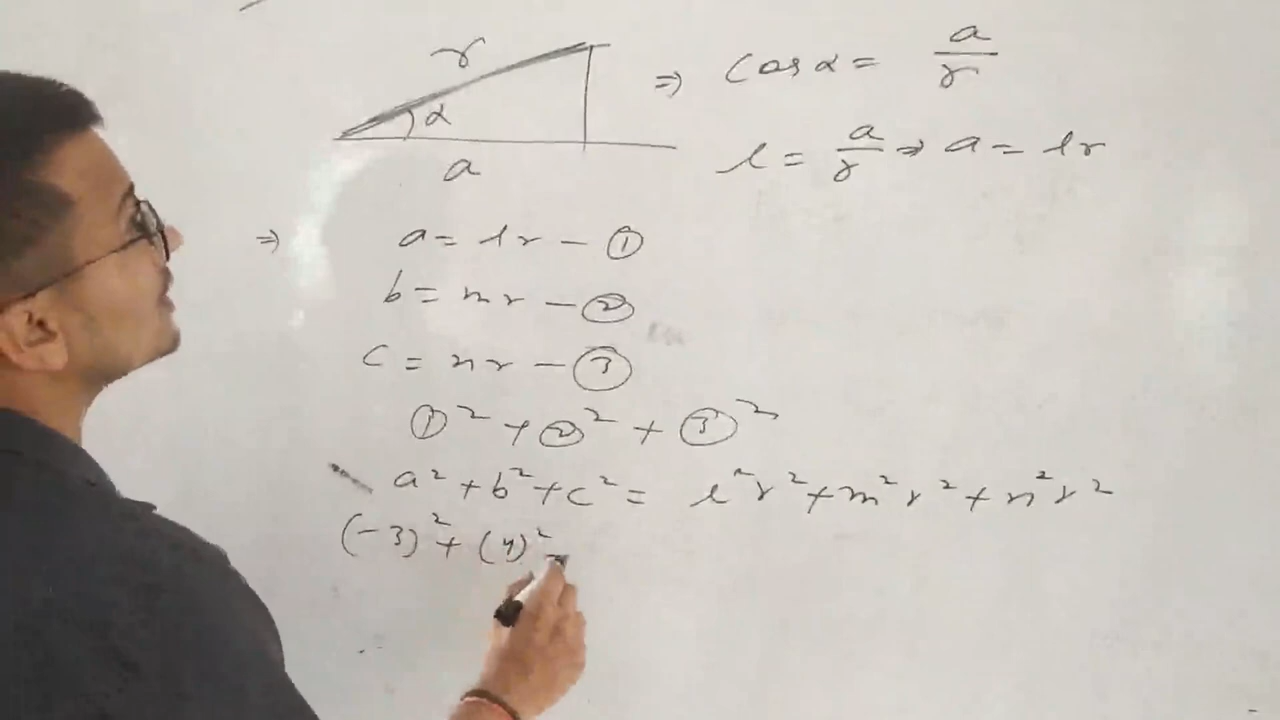 r
α
a
⇒ Cos α = a/r
l = a/r ⇒ a = lr
⇒ a = lr - ①
b = mr - ②
c = nr - ③
①² + ②² + ③²
a² + b² + c² = l²r² + m²r² + n²r²
(-3)² + (4)²